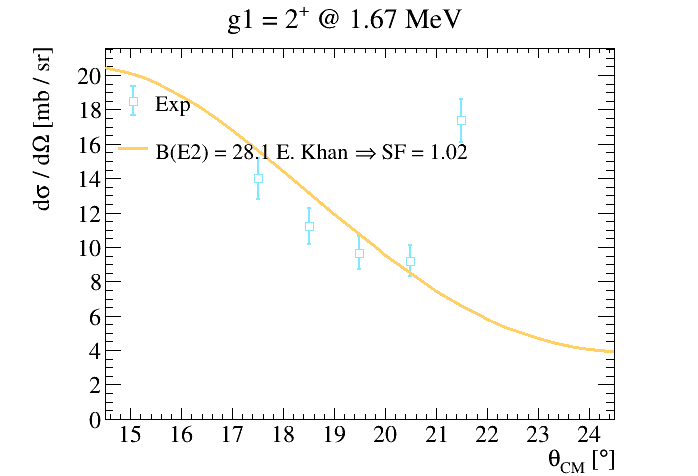 g1 = 2⁺ @ 1.67 MeV
dσ / dΩ [mb / sr]
20
18
16
14
12
10
8
6
4
2
0
Exp
B(E2) = 28.1 E. Khan ⇒ SF = 1.02
15 16 17 18 19 20 21 22 23 24
θ_CM [°]